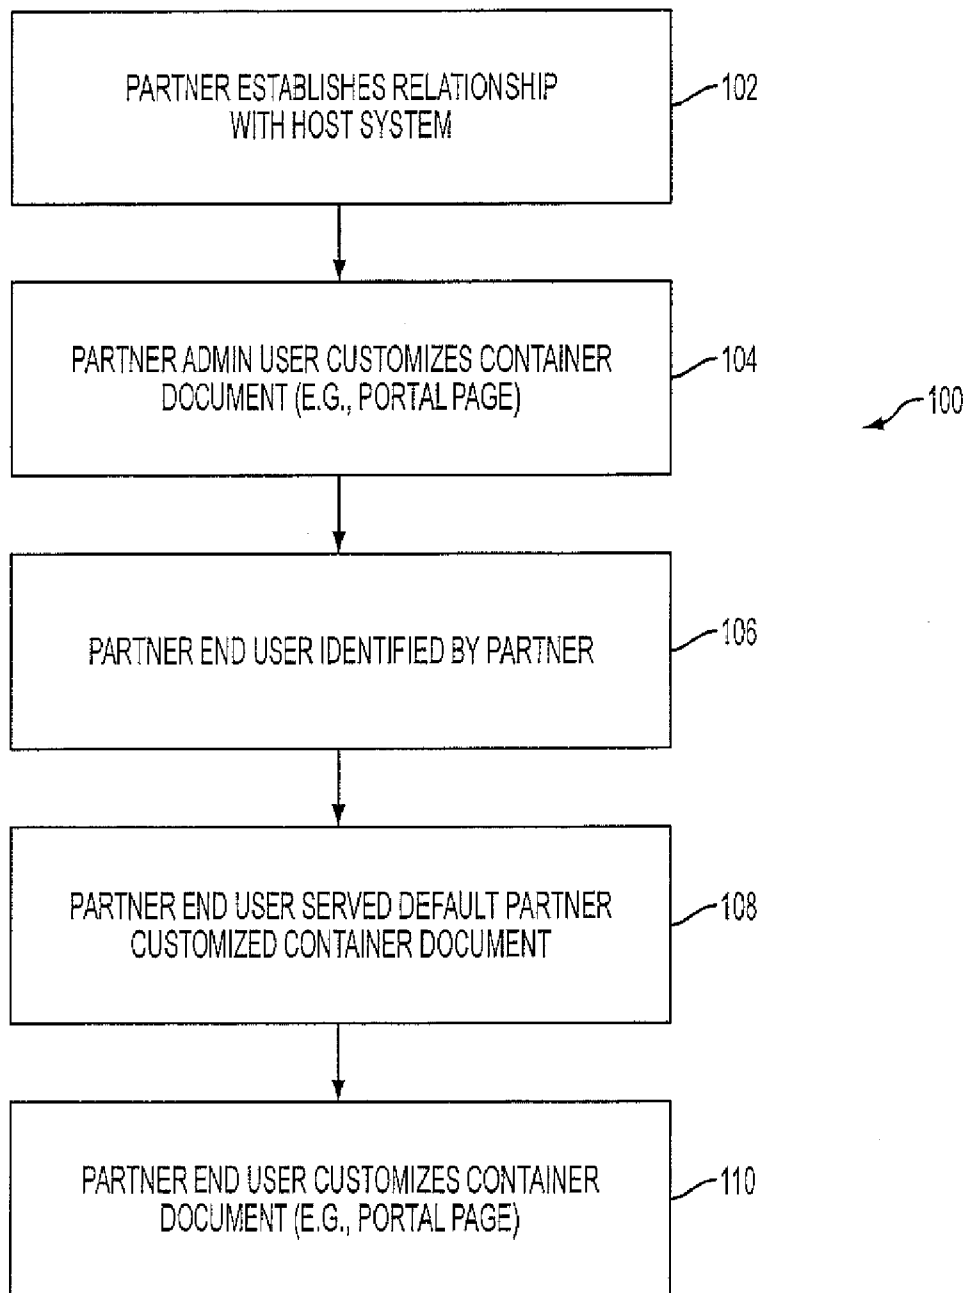 PARTNER ESTABLISHES RELATIONSHIP
WITH HOST SYSTEM
102
PARTNER ADMIN USER CUSTOMIZES CONTAINER
DOCUMENT (E.G., PORTAL PAGE)
104
100
PARTNER END USER IDENTIFIED BY PARTNER
106
PARTNER END USER SERVED DEFAULT PARTNER
CUSTOMIZED CONTAINER DOCUMENT
108
PARTNER END USER CUSTOMIZES CONTAINER
DOCUMENT (E.G., PORTAL PAGE)
110